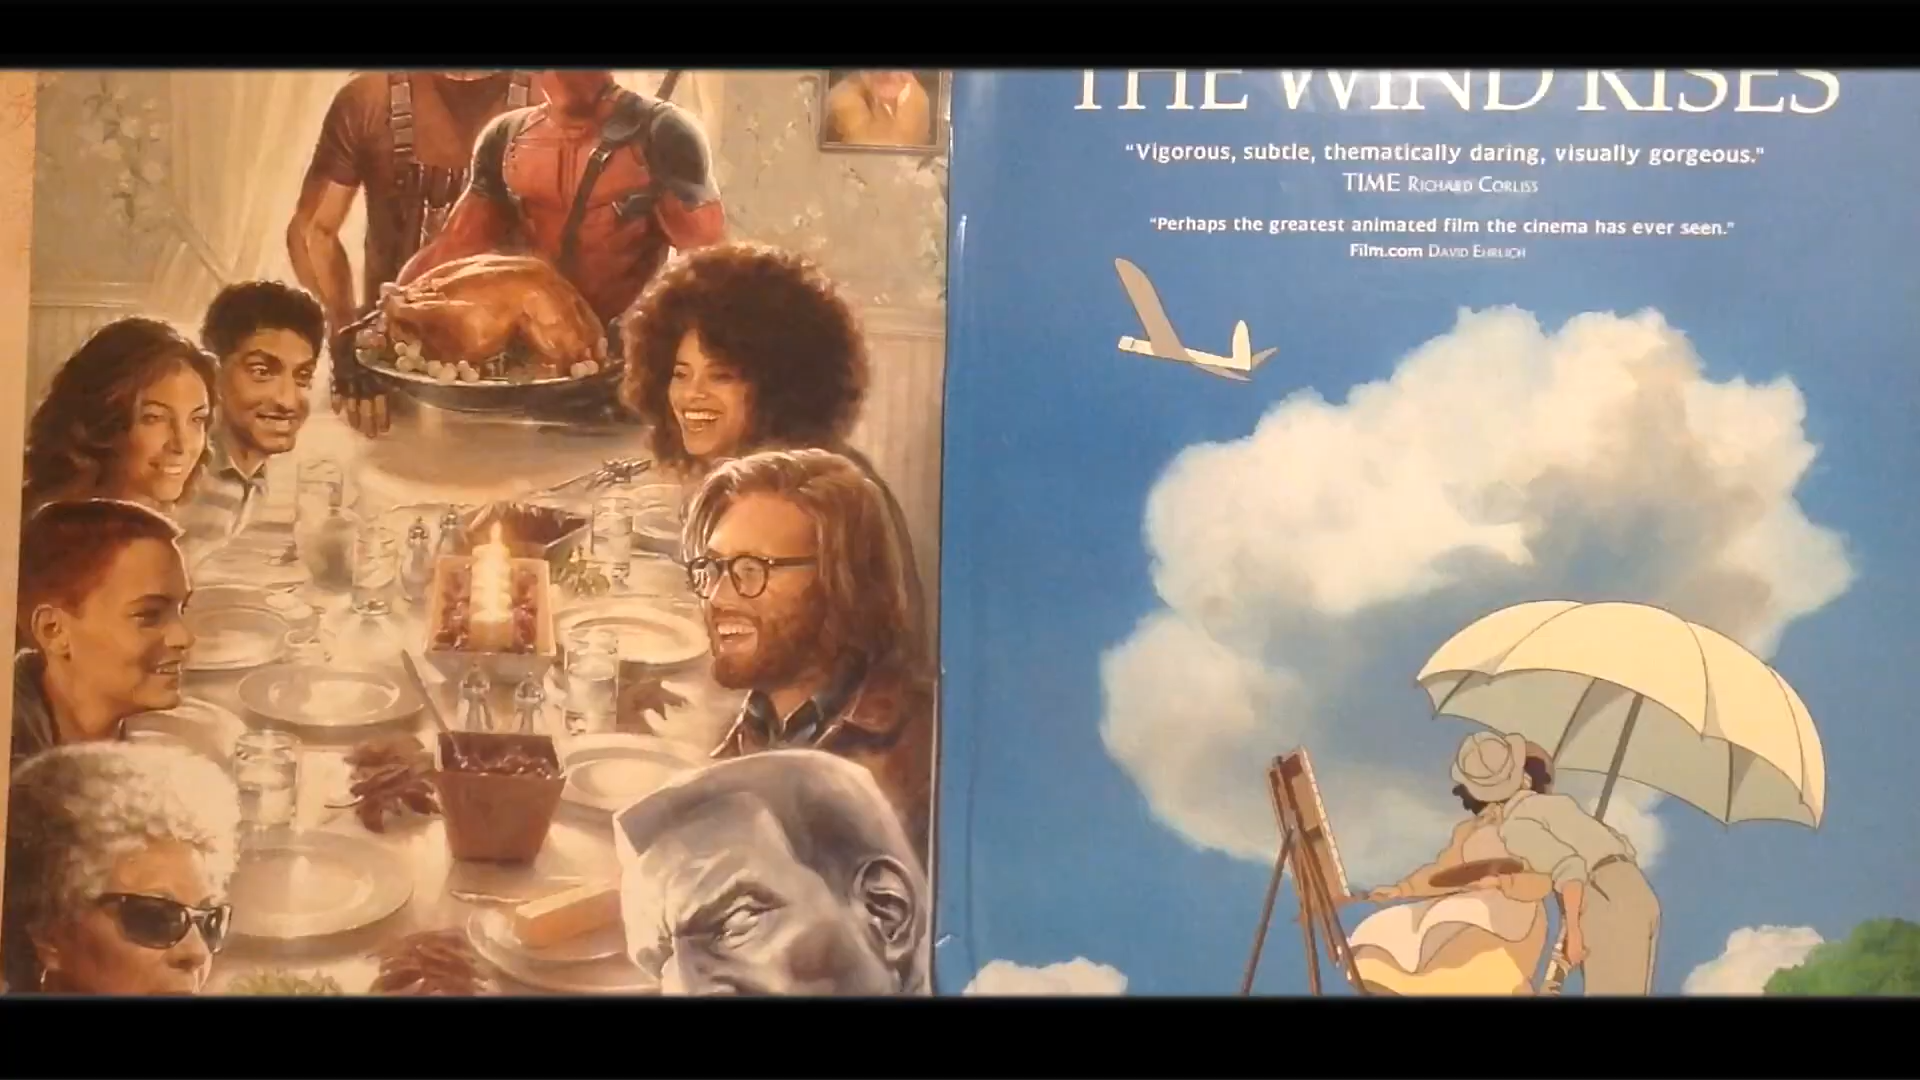 THE WIND RISES
"Vigorous, subtle, thematically daring, visually gorgeous."
TIME RICHARD CORLISS
"Perhaps the greatest animated film the cinema has ever seen."
Film.com DAVID EHRLICH